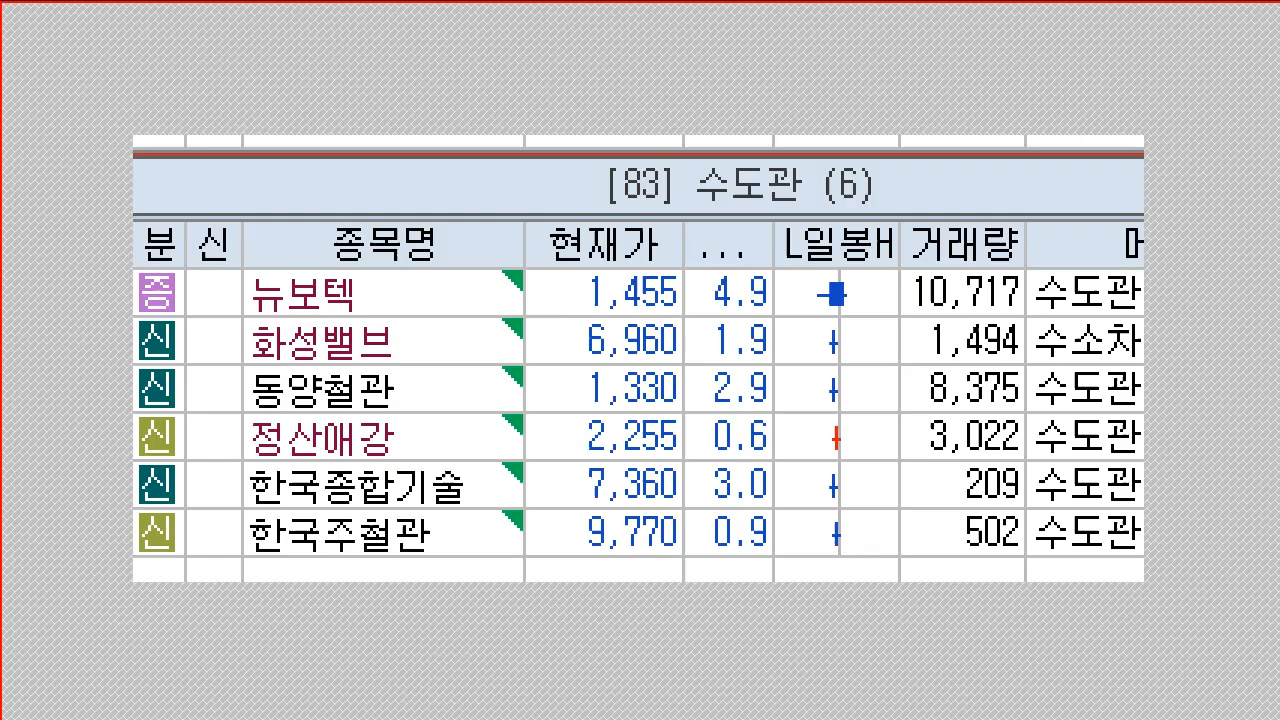 [83] 수도관 (6)
분 신 종목명 현재가 ... L일봉H 거래량
증 뉴보텍 1,455 4.9 10,717 수도관
신 화성밸브 6,960 1.9 1,494 수소차
신 동양철관 1,330 2.9 8,375 수도관
신 정산애강 2,255 0.6 3,022 수도관
신 한국종합기술 7,360 3.0 209 수도관
신 한국주철관 9,770 0.9 502 수도관